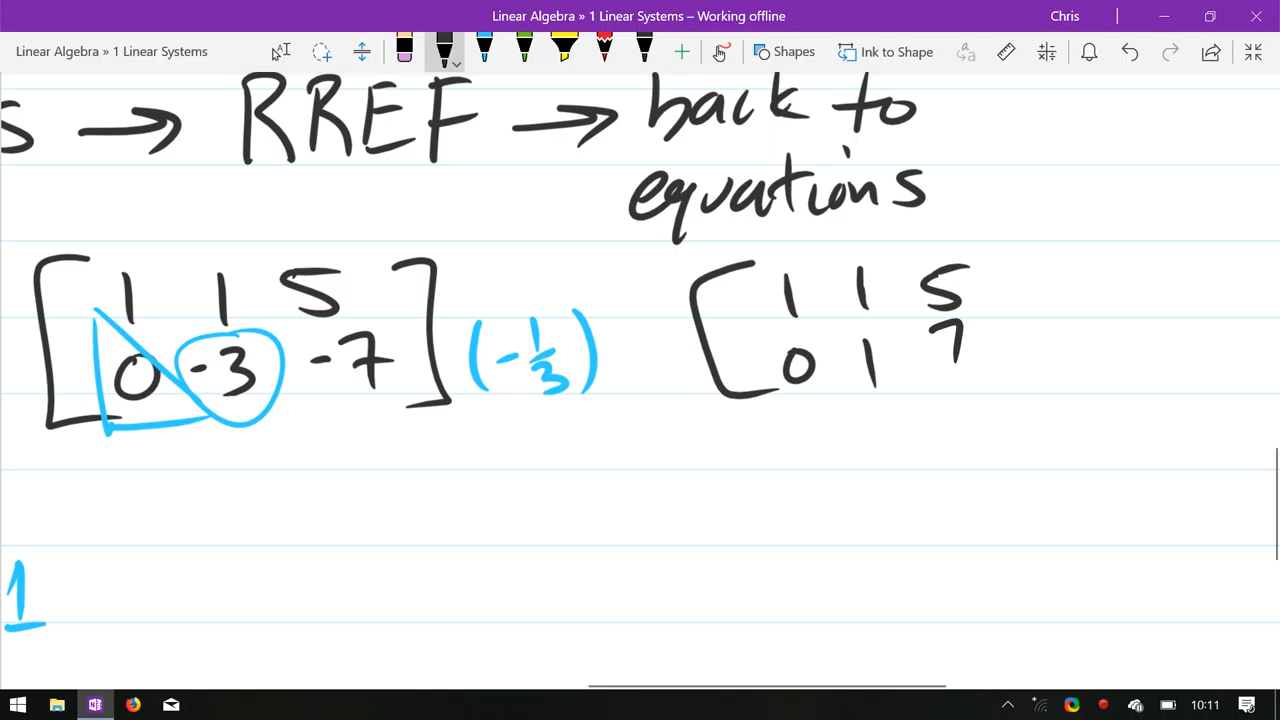 Linear Algebra » 1 Linear Systems – Working offline
Chris
Linear Algebra » 1 Linear Systems
Shapes
Ink to Shape
s → RREF → back to
equations
[ 1 1 5
0 -3 -7 ] (-1/3)
[ 1 1 5
0 1 7
1
10:11